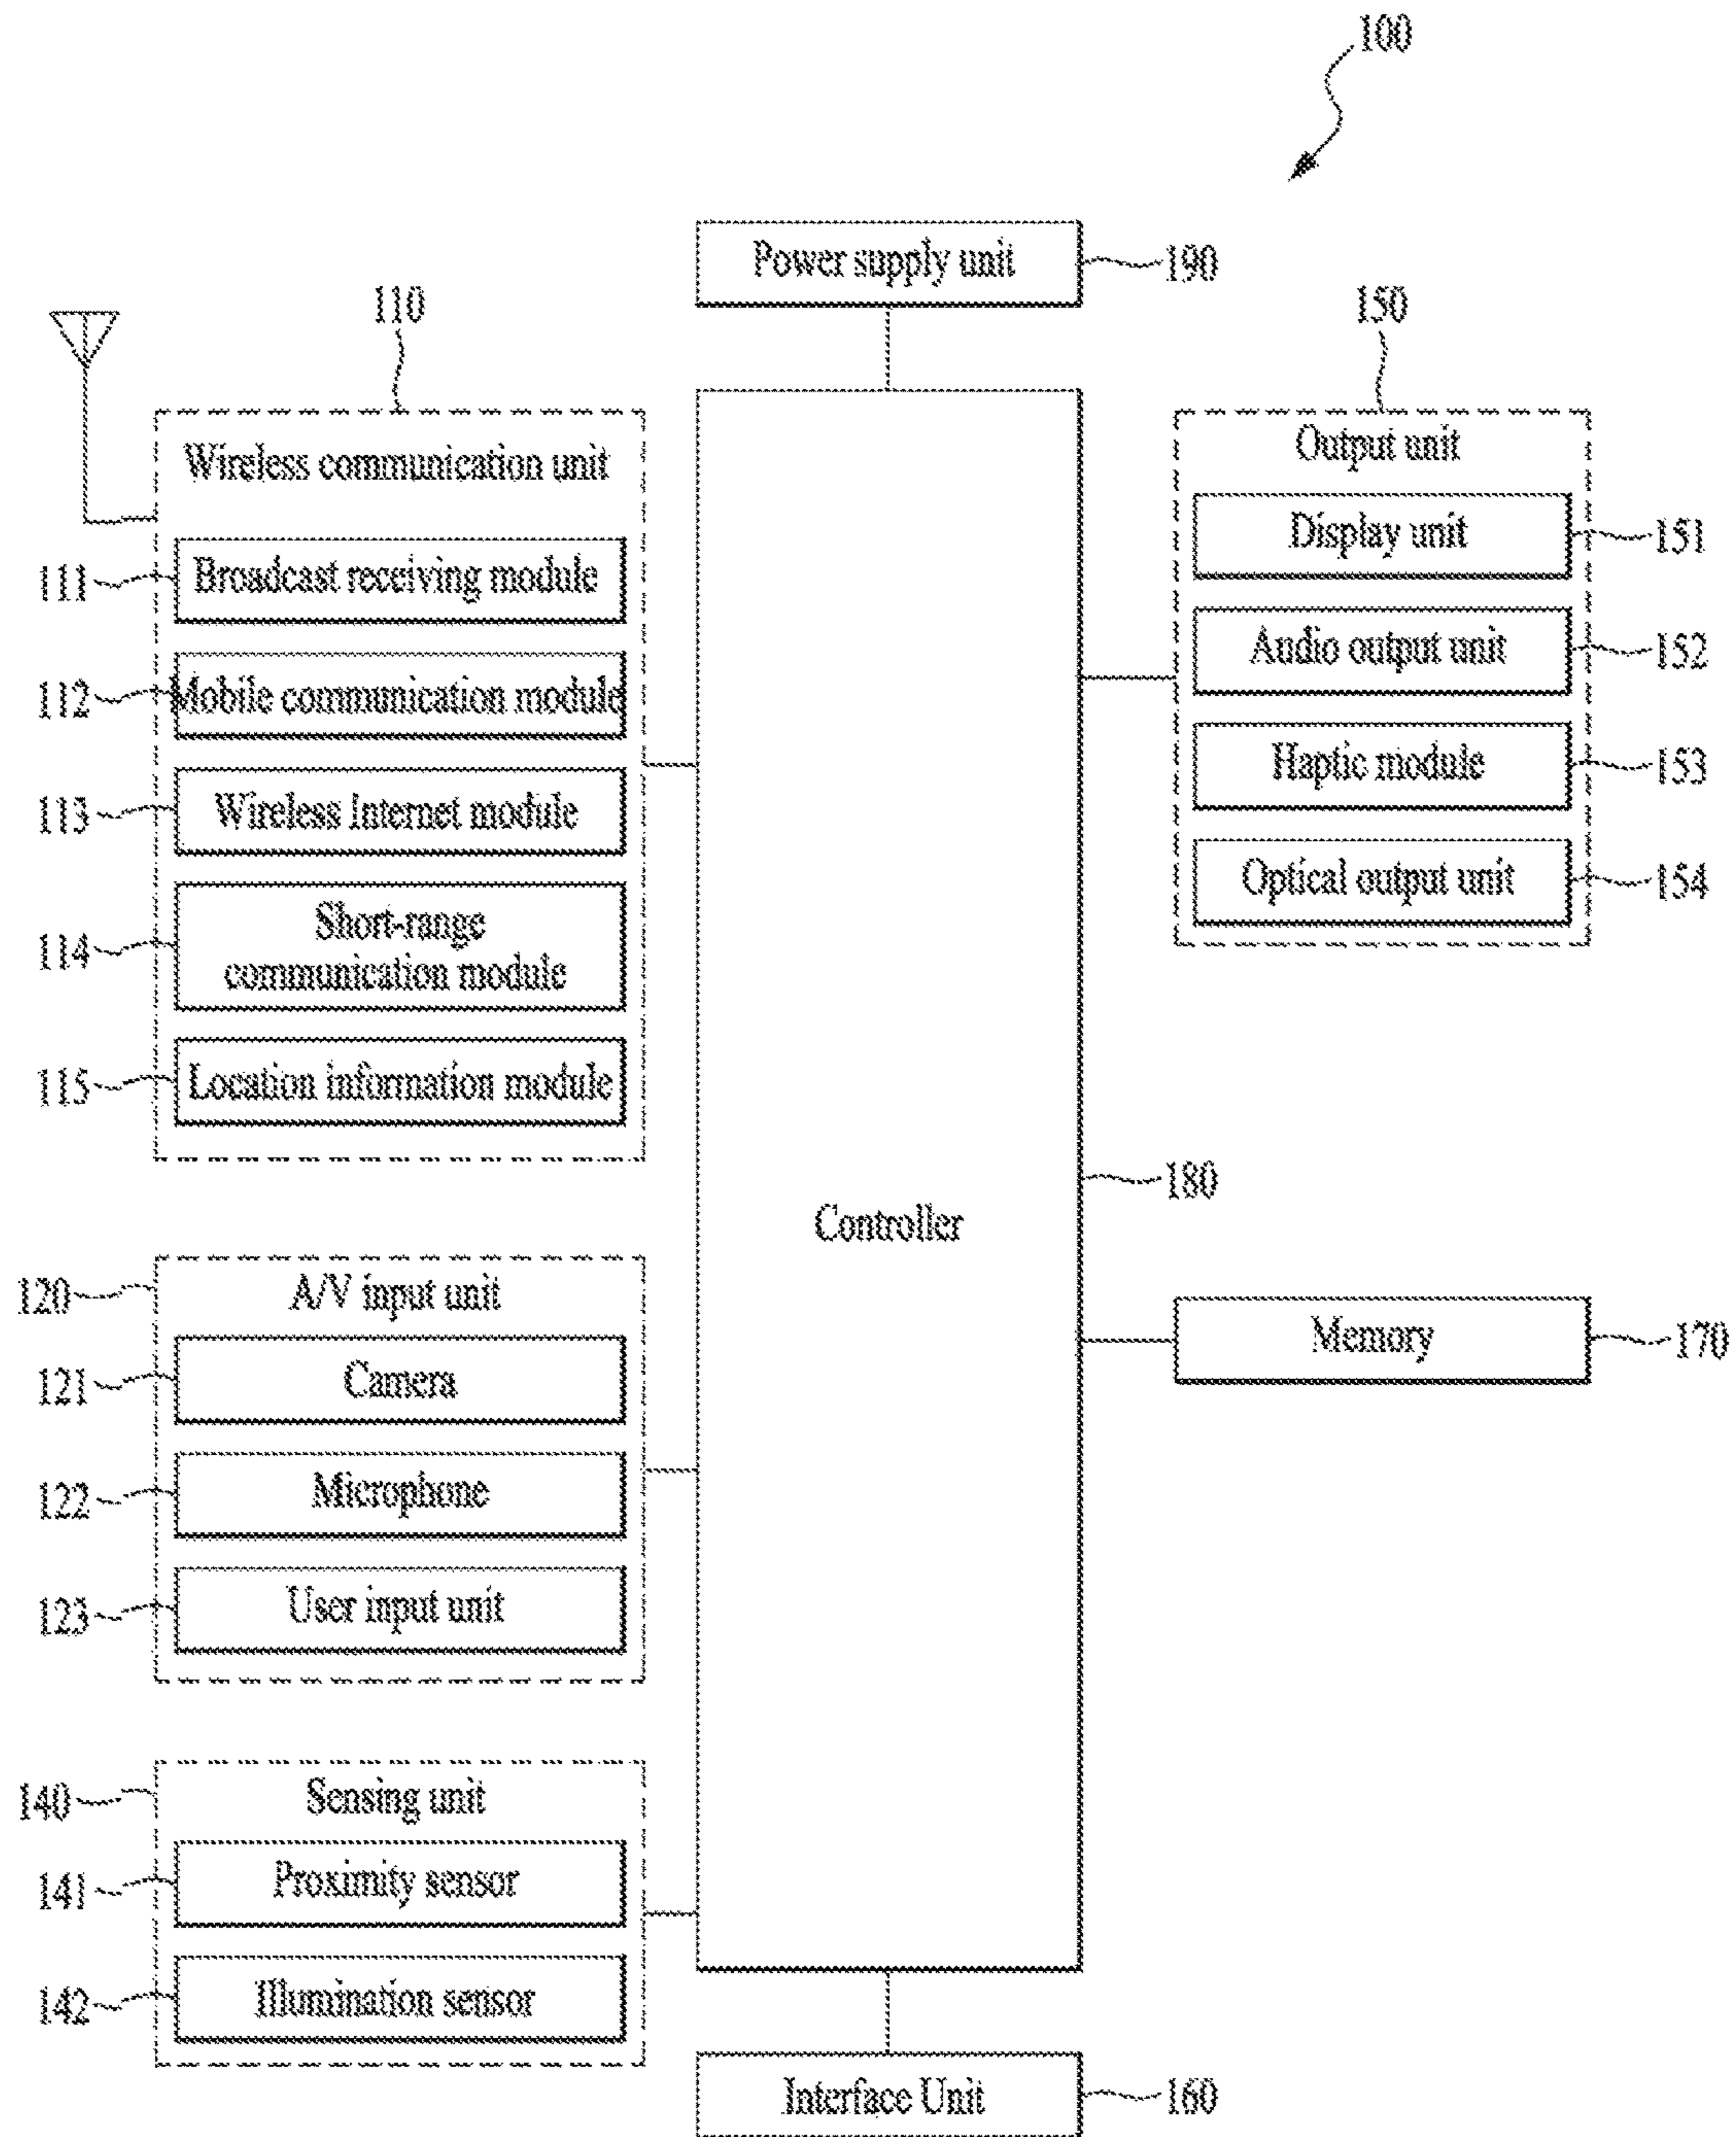 100
Power supply unit
190
110
Wireless communication unit
111
Broadcast receiving module
112
Mobile communication module
113
Wireless Internet module
114
Short-range
communication module
115
Location information module
120
A/V input unit
121
Camera
122
Microphone
123
User input unit
140
Sensing unit
141
Proximity sensor
142
Illumination sensor
Controller
180
150
Output unit
Display unit
151
Audio output unit
152
Haptic module
153
Optical output unit
154
Memory
170
Interface Unit
160